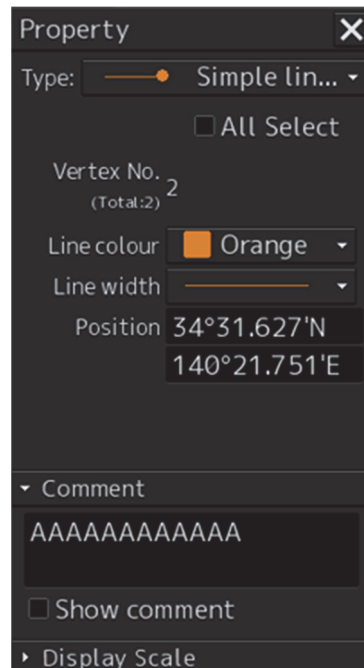 Property
Type: Simple lin...
All Select
Vertex No. 2
(Total:2)
Line colour Orange
Line width
Position 34°31.627'N
140°21.751'E
Comment
AAAAAAAAAAAA
Show comment
Display Scale